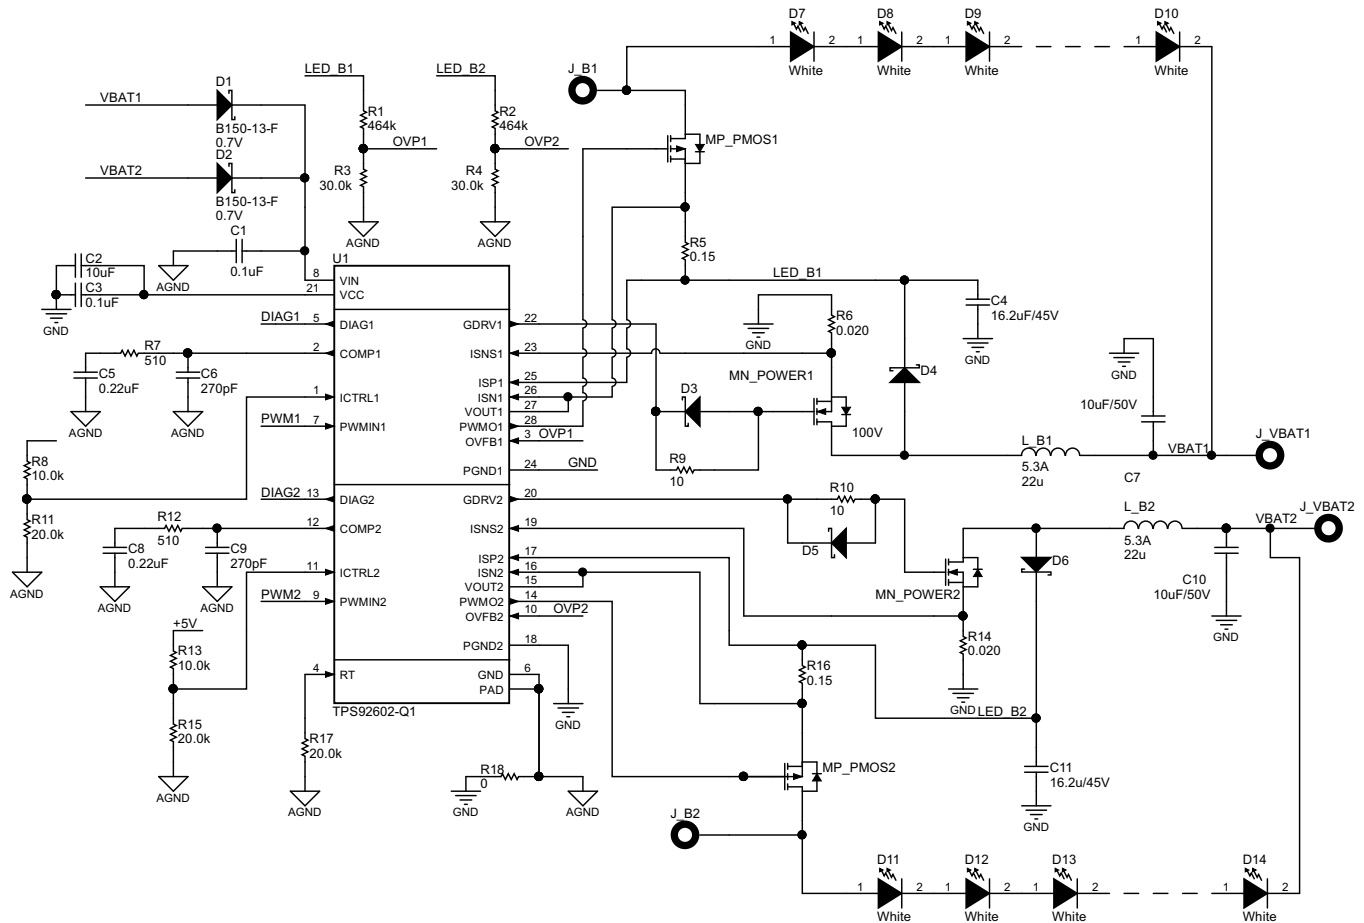 D7 D8 D9 D10
1 2 1 2 1 2 1 2
White White White White
LED_B1
LED_B2
J_B1
VBAT1
D1
B150-13-F
0.7V
VBAT2
D2
B150-13-F
0.7V
R1
464k
OVP1
R3
30.0k
AGND
R2
464k
OVP2
R4
30.0k
AGND
MP_PMOS1
R5
0.15
LED_B1
C1
0.1uF
AGND
C2
10uF
C3
0.1uF
GND
U1
8 VIN
21 VCC
DIAG1 5 DIAG1
2 COMP1
1 ICTRL1
PWM1 7 PWMIN1
DIAG2 13 DIAG2
12 COMP2
11 ICTRL2
PWM2 9 PWMIN2
4 RT
GDRV1 22
ISNS1 23
ISP1 25
ISN1 26
VOUT1 27
PWMO1 28
OVFB1 3 OVP1
PGND1 24 GND
GDRV2 20
ISNS2 19
ISP2 17
ISN2 16
VOUT2 15
PWMO2 14
OVFB2 10 OVP2
PGND2 18
GND 6
PAD
TPS92602-Q1
R7
510
C5
0.22uF
AGND
C6
270pF
AGND
R8
10.0k
R11
20.0k
AGND
R12
510
C8
0.22uF
AGND
C9
270pF
AGND
+5V
R13
10.0k
R15
20.0k
AGND
R17
20.0k
AGND
R18
0
GND
AGND
GND
GND
R6
0.020
C4
16.2uF/45V
D4
MN_POWER1
100V
D3
R9
10
GND
10uF/50V
C7
L_B1
5.3A
22u
VBAT1
J_VBAT1
R10
10
D5
MN_POWER2
L_B2
5.3A
22u
VBAT2
J_VBAT2
D6
C10
10uF/50V
GND
R14
0.020
GND
LED_B2
R16
0.15
MP_PMOS2
C11
16.2u/45V
GND
J_B2
D11 D12 D13 D14
1 2 1 2 1 2 1 2
White White White White